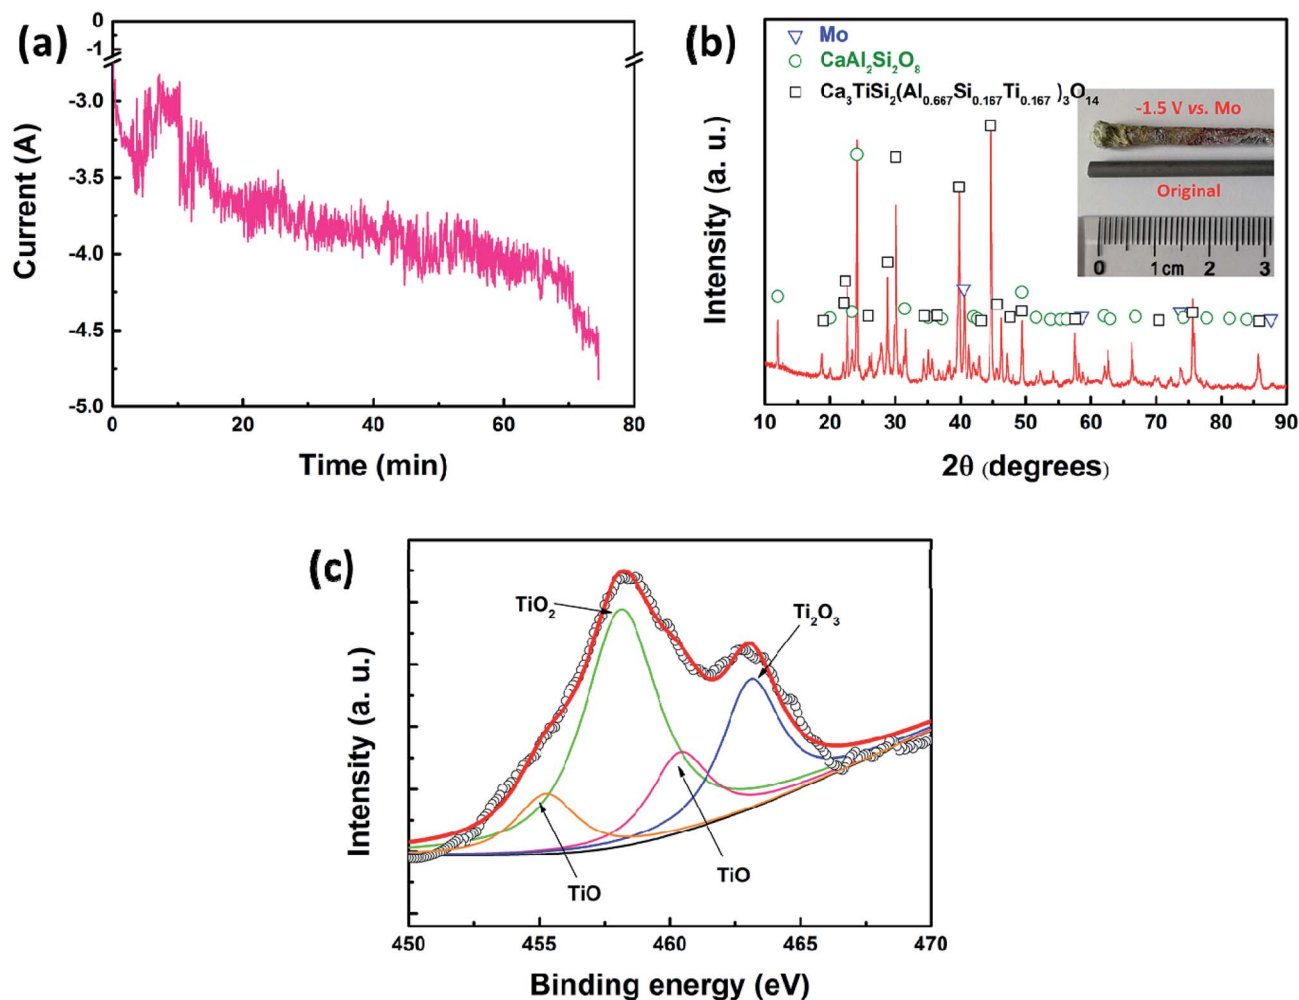 (a)
0
-1
-3.0
-3.5
-4.0
-4.5
-5.0
Current (A)
0 20 40 60 80
Time (min)
(b)
Mo
CaAl₂Si₂O₈
Ca₃TiSi₂(Al₀.₆₆₇Si₀.₁₆₇Ti₀.₁₆₇)₃O₁₄
-1.5 V vs. Mo
Original
0 1 cm 2 3
Intensity (a. u.)
10 20 30 40 50 60 70 80 90
2θ (degrees)
(c)
TiO₂
Ti₂O₃
TiO
TiO
Intensity (a. u.)
450 455 460 465 470
Binding energy (eV)